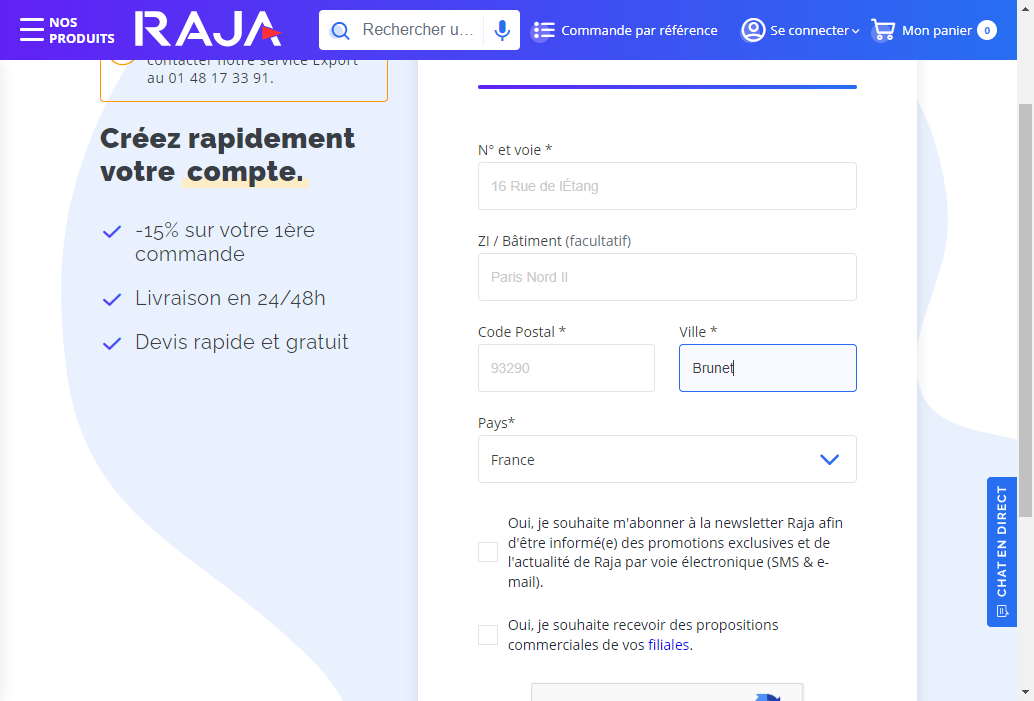 NOS
PRODUITS
RAJA
Rechercher u...
Commande par référence
Se connecter
Mon panier
0
contacter notre service Export
au 01 48 17 33 91.
Créez rapidement
votre compte.
-15% sur votre 1ère
commande
Livraison en 24/48h
Devis rapide et gratuit
N° et voie *
16 Rue de lÉtang
ZI / Bâtiment (facultatif)
Paris Nord II
Code Postal *
Ville *
93290
Brunet
Pays*
France
Oui, je souhaite m'abonner à la newsletter Raja afin
d'être informé(e) des promotions exclusives et de
l'actualité de Raja par voie électronique (SMS & e-
mail).
Oui, je souhaite recevoir des propositions
commerciales de vos filiales.
CHAT EN DIRECT